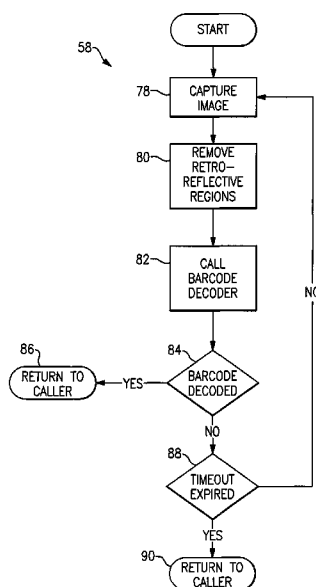 START
58
78
CAPTURE
IMAGE
80
REMOVE
RETRO-
REFLECTIVE
REGIONS
82
CALL
BARCODE
DECODER
NO
84
BARCODE
DECODED
YES
86
RETURN TO
CALLER
NO
88
TIMEOUT
EXPIRED
YES
90
RETURN TO
CALLER